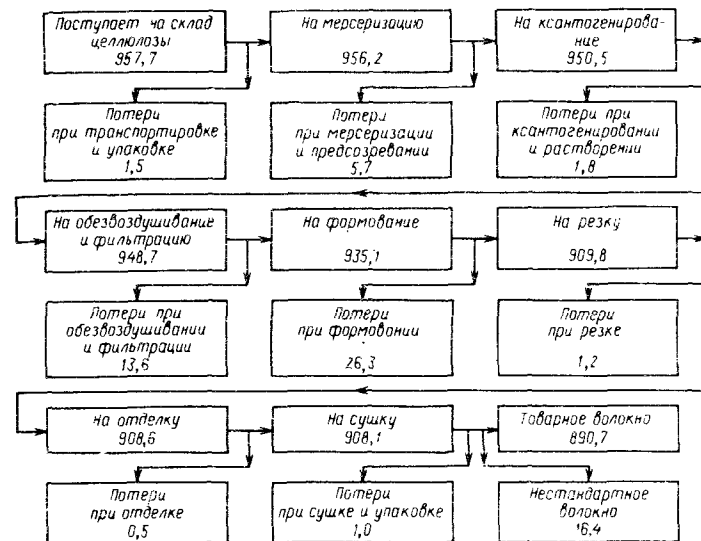 Поступает на склад
целлюлозы
957,7
На мерсеризацию
956,2
На ксантогенирова-
ние
950,5
Потери
при транспортировке
и упаковке
1,5
Потери
при мерсеризации
и предсозревании
5,7
Потери при
ксантогенировании
и растворении
1,8
На обезвоздушивание
и фильтрацию
948,7
На формование
935,1
На резку
909,8
Потери при
обезвоздушивании
и фильтрации
13,6
Потери
при формовании
26,3
Потери
при резке
1,2
На отделку
908,6
На сушку
908,1
Товарное волокно
890,7
Потери
при отделке
0,5
Потери
при сушке и упаковке
1,0
Нестандартное
волокно
16,4